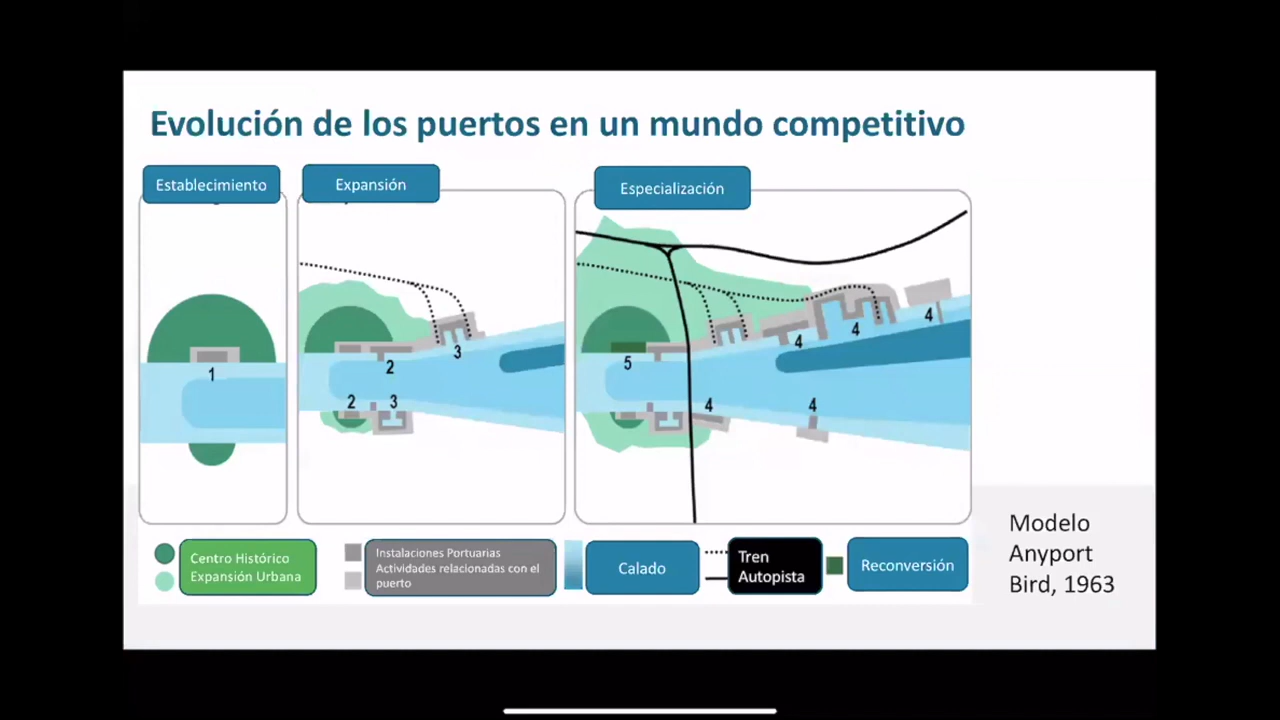 Evolución de los puertos en un mundo competitivo
Establecimiento
Expansión
Especialización
1
2
3
2
3
5
4
4
4
4
4
Centro Histórico
Expansión Urbana
Instalaciones Portuarias
Actividades relacionadas con el
puerto
Calado
Tren
Autopista
Reconversión
Modelo
Anyport
Bird, 1963